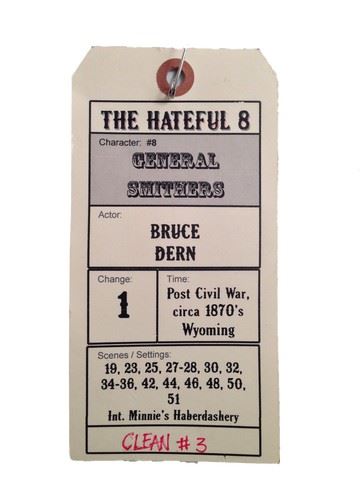 THE HATEFUL 8
Character: #8
GENERAL
SMITHERS
Actor:
BRUCE
DERN
Change:
1
Time:
Post Civil War,
circa 1870's
Wyoming
Scenes / Settings:
19, 23, 25, 27-28, 30, 32,
34-36, 42, 44, 46, 48, 50,
51
Int. Minnie's Haberdashery
CLEAN #3